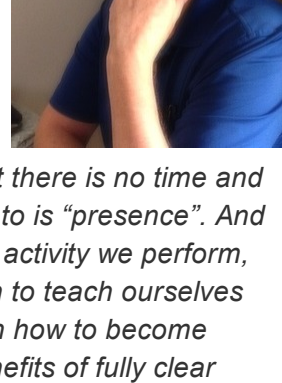 t there is no time and
to is “presence”. And
activity we perform,
to teach ourselves
how to become
nefits of fully clear